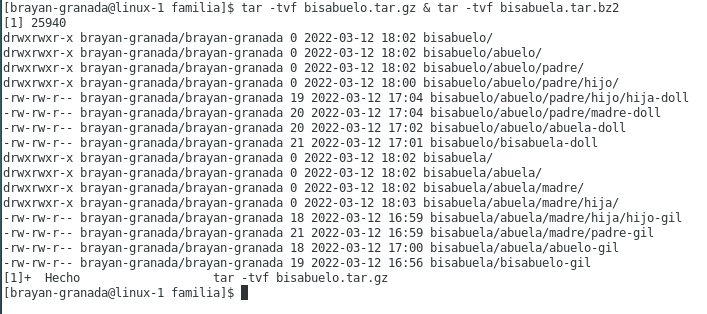 [brayan-granada@linux-1 familia]$ tar -tvf bisabuelo.tar.gz & tar -tvf bisabuela.tar.bz2
[1] 25940
drwxrwxr-x brayan-granada/brayan-granada 0 2022-03-12 18:02 bisabuelo/
drwxrwxr-x brayan-granada/brayan-granada 0 2022-03-12 18:02 bisabuelo/abuelo/
drwxrwxr-x brayan-granada/brayan-granada 0 2022-03-12 18:02 bisabuelo/abuelo/padre/
drwxrwxr-x brayan-granada/brayan-granada 0 2022-03-12 18:00 bisabuelo/abuelo/padre/hijo/
-rw-rw-r-- brayan-granada/brayan-granada 19 2022-03-12 17:04 bisabuelo/abuelo/padre/hijo/hija-doll
-rw-rw-r-- brayan-granada/brayan-granada 20 2022-03-12 17:04 bisabuelo/abuelo/padre/madre-doll
-rw-rw-r-- brayan-granada/brayan-granada 20 2022-03-12 17:02 bisabuelo/abuelo/abuela-doll
-rw-rw-r-- brayan-granada/brayan-granada 21 2022-03-12 17:01 bisabuelo/bisabuela-doll
drwxrwxr-x brayan-granada/brayan-granada 0 2022-03-12 18:02 bisabuela/
drwxrwxr-x brayan-granada/brayan-granada 0 2022-03-12 18:02 bisabuela/abuela/
drwxrwxr-x brayan-granada/brayan-granada 0 2022-03-12 18:02 bisabuela/abuela/madre/
drwxrwxr-x brayan-granada/brayan-granada 0 2022-03-12 18:03 bisabuela/abuela/madre/hija/
-rw-rw-r-- brayan-granada/brayan-granada 18 2022-03-12 16:59 bisabuela/abuela/madre/hija/hijo-gil
-rw-rw-r-- brayan-granada/brayan-granada 21 2022-03-12 16:59 bisabuela/abuela/madre/padre-gil
-rw-rw-r-- brayan-granada/brayan-granada 18 2022-03-12 17:00 bisabuela/abuela/abuelo-gil
-rw-rw-r-- brayan-granada/brayan-granada 19 2022-03-12 16:56 bisabuela/bisabuelo-gil
[1]+  Hecho                   tar -tvf bisabuelo.tar.gz
[brayan-granada@linux-1 familia]$